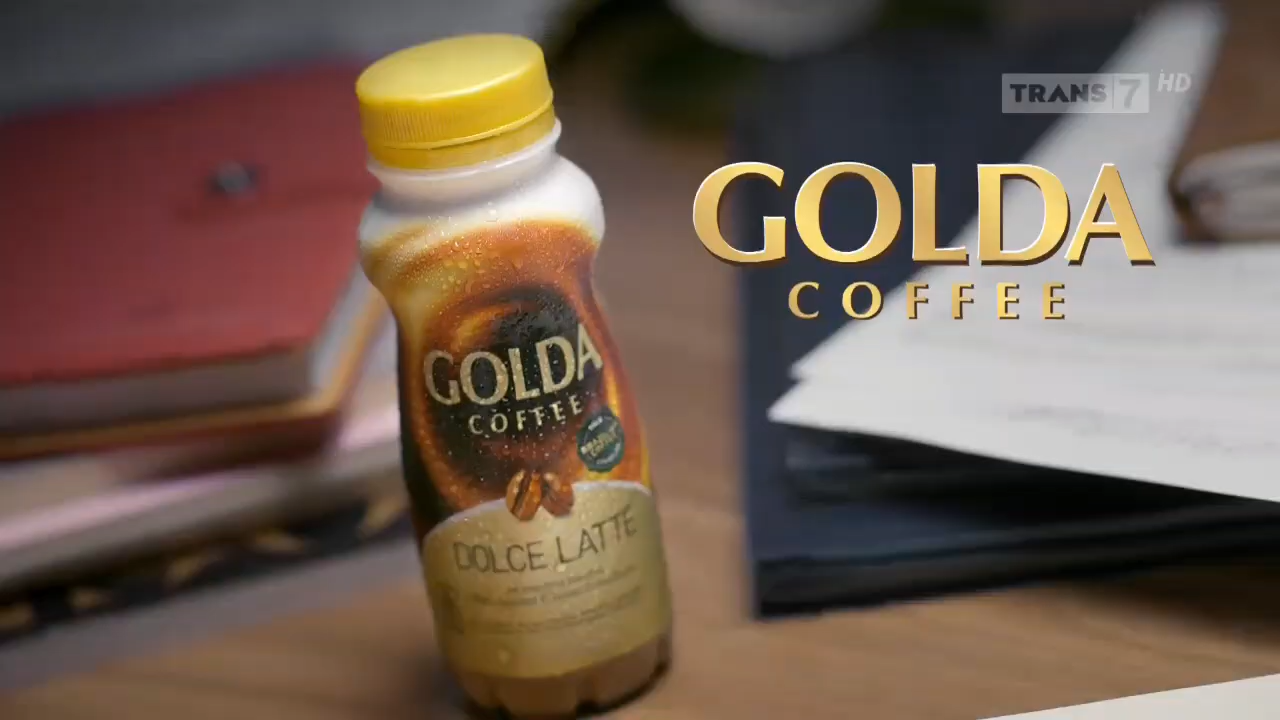 TRANS 7 HD
GOLDA
COFFEE
GOLDA
COFFEE
DOLCE LATTE